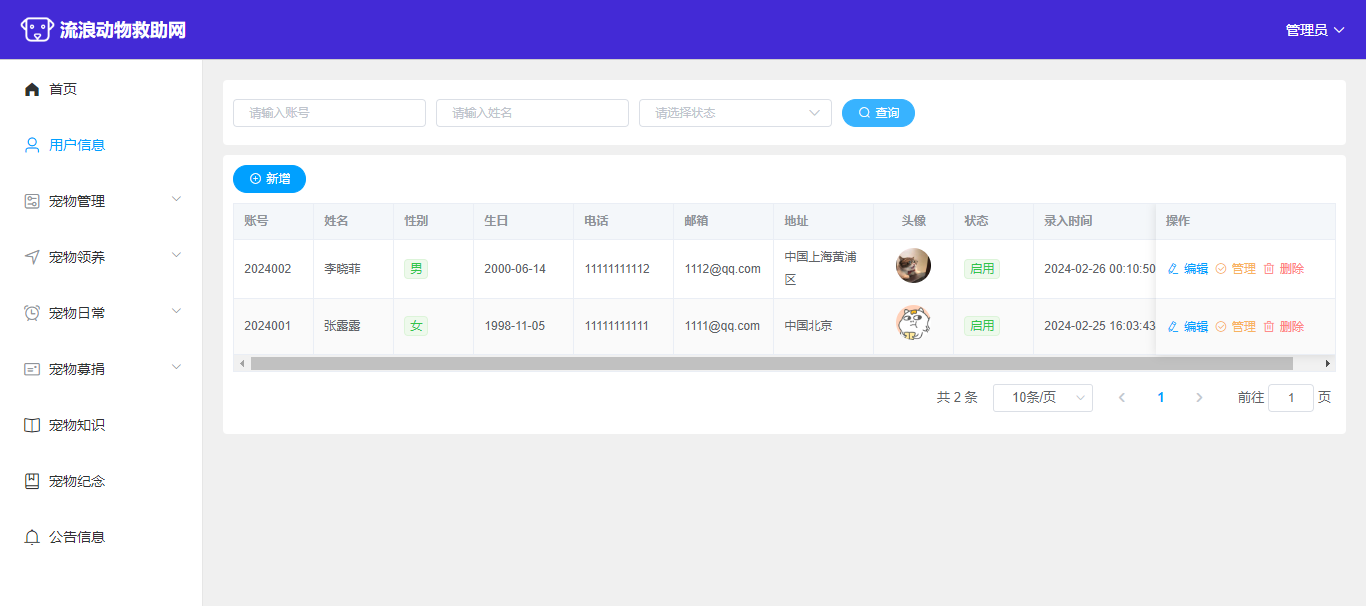 流浪动物救助网
管理员
首页
用户信息
宠物管理
宠物领养
宠物日常
宠物募捐
宠物知识
宠物纪念
公告信息
请输入账号 请输入姓名 请选择状态 查询
新增
账号 姓名 性别 生日 电话 邮箱 地址 头像 状态 录入时间 操作
2024002 李晓菲 男 2000-06-14 11111111112 1112@qq.com 中国上海黄浦 启用 2024-02-26 00:10:50 编辑 管理 删除
区
2024001 张露露 女 1998-11-05 11111111111 1111@qq.com 中国北京 启用 2024-02-25 16:03:43 编辑 管理 删除
共 2 条 10条/页 1 前往 1 页